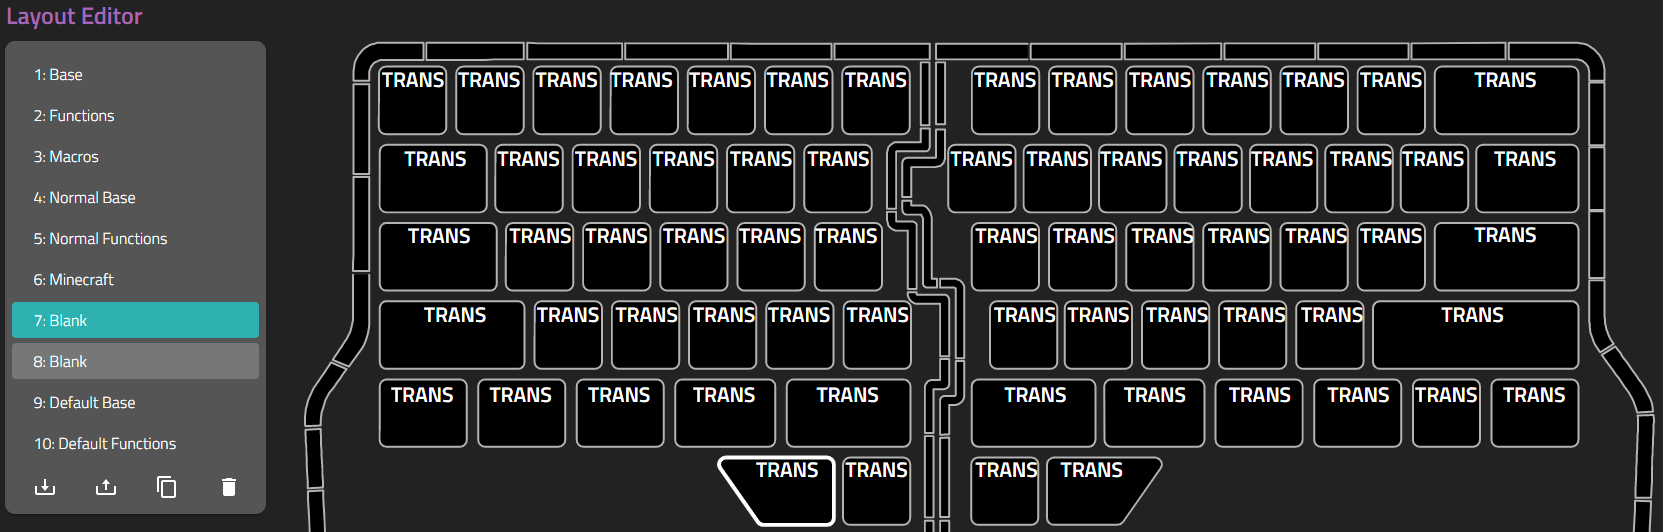 Layout Editor
1: Base
2: Functions
3: Macros
4: Normal Base
5: Normal Functions
6: Minecraft
7: Blank
8: Blank
9: Default Base
10: Default Functions
TRANS TRANS TRANS TRANS TRANS TRANS TRANS TRANS TRANS TRANS TRANS TRANS TRANS TRANS
TRANS TRANS TRANS TRANS TRANS TRANS TRANS TRANS TRANS TRANS TRANS TRANS TRANS TRANS
TRANS TRANS TRANS TRANS TRANS TRANS TRANS TRANS TRANS TRANS TRANS TRANS TRANS
TRANS TRANS TRANS TRANS TRANS TRANS TRANS TRANS TRANS TRANS TRANS TRANS
TRANS TRANS TRANS TRANS TRANS TRANS TRANS TRANS TRANS TRANS TRANS
TRANS TRANS TRANS TRANS